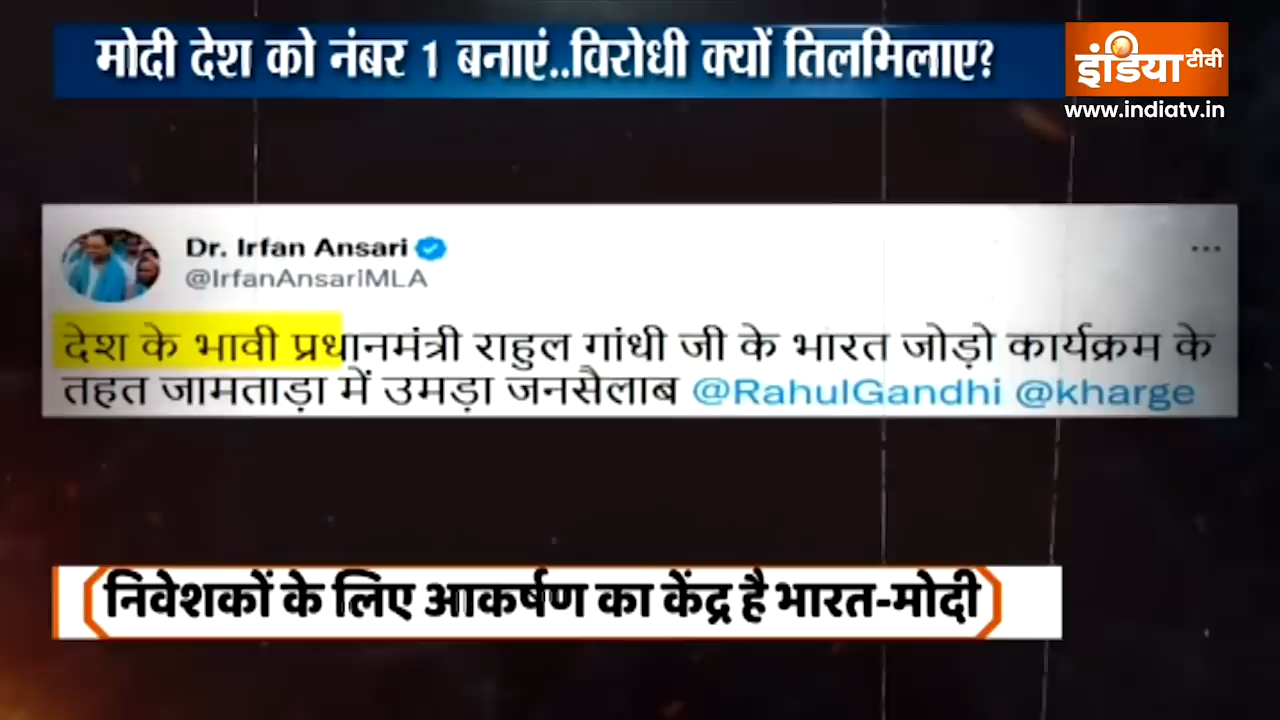 मोदी देश को नंबर 1 बनाएं..विरोधी क्यों तिलमिलाए?
इंडिया टीवी
www.indiatv.in
Dr. Irfan Ansari
@IrfanAnsariMLA
देश के भावी प्रधानमंत्री राहुल गांधी जी के भारत जोड़ो कार्यक्रम के
तहत जामताड़ा में उमड़ा जनसैलाब @RahulGandhi @kharge
निवेशकों के लिए आकर्षण का केंद्र है भारत-मोदी